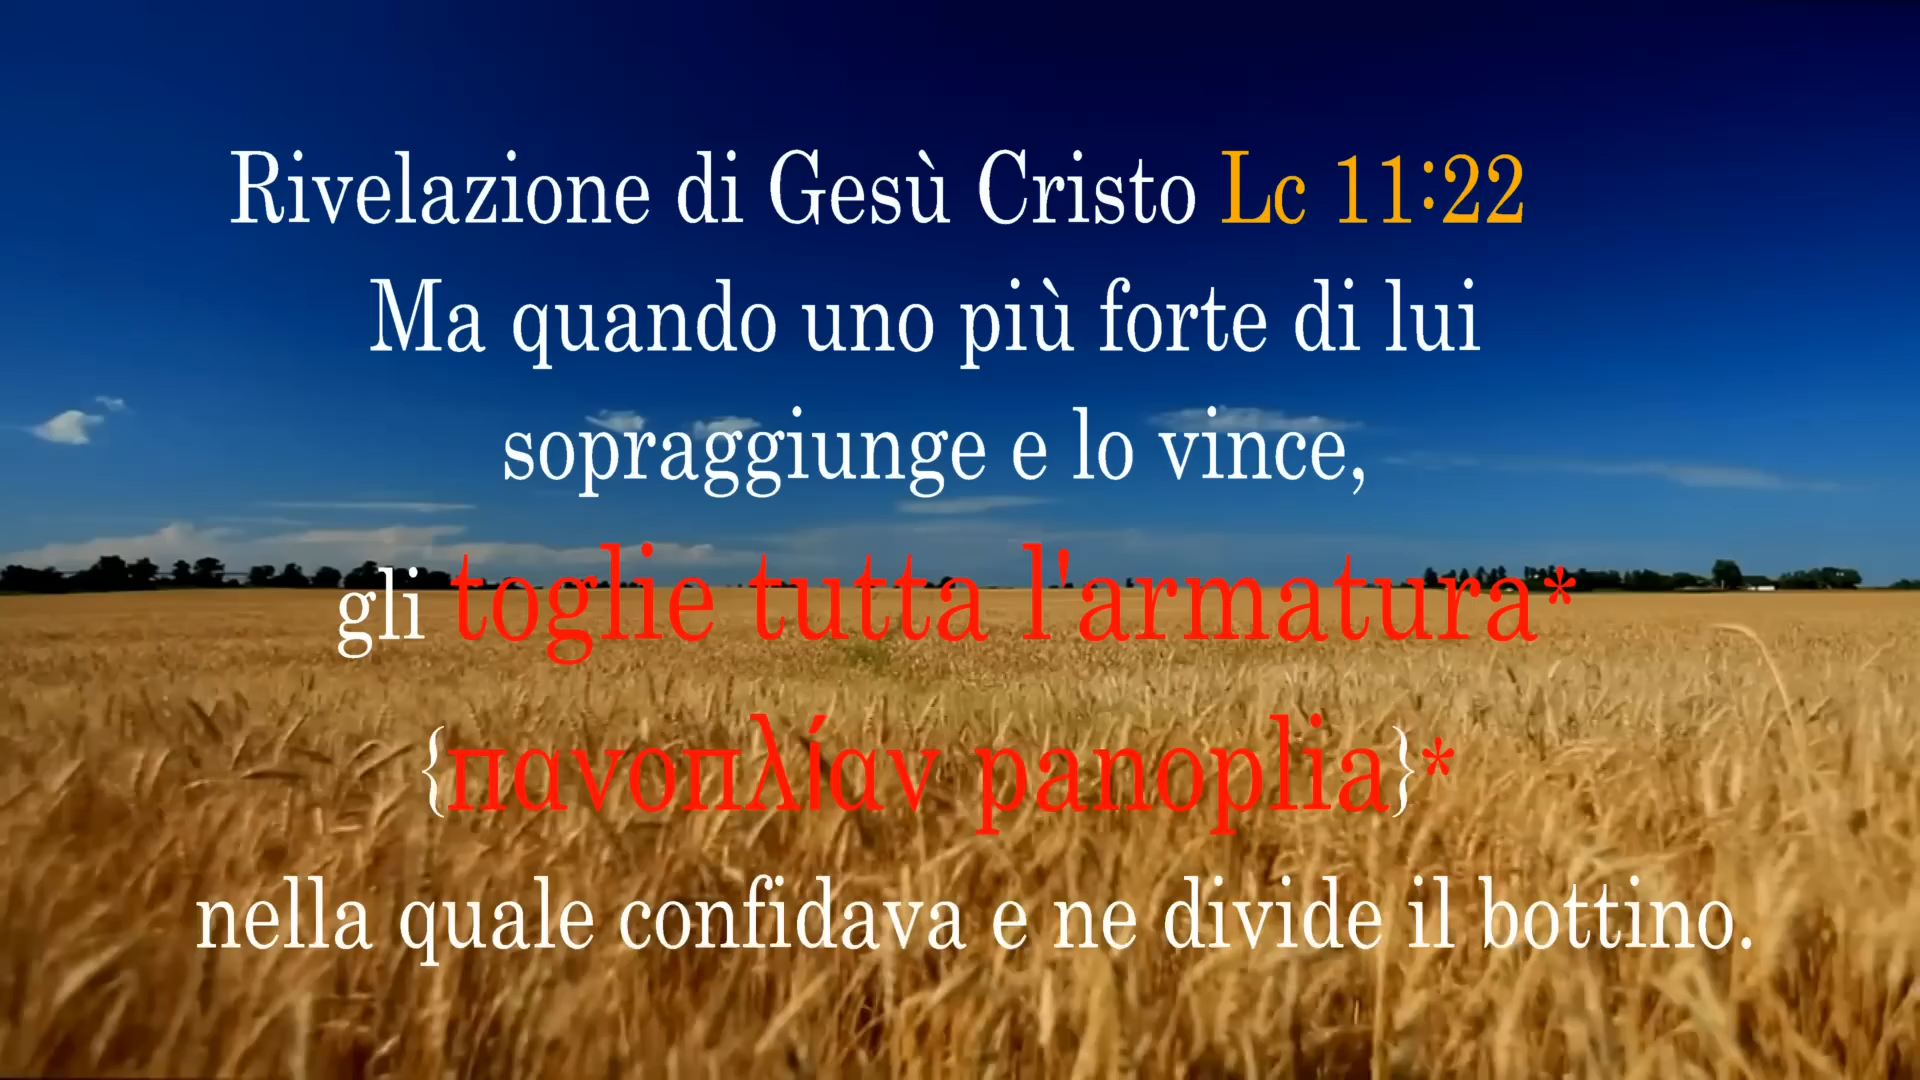 Rivelazione di Gesù Cristo Lc 11:22
Ma quando uno più forte di lui
sopraggiunge e lo vince,
gli toglie tutta l'armatura*
{πανοπλίαν panoplia}*
nella quale confidava e ne divide il bottino.